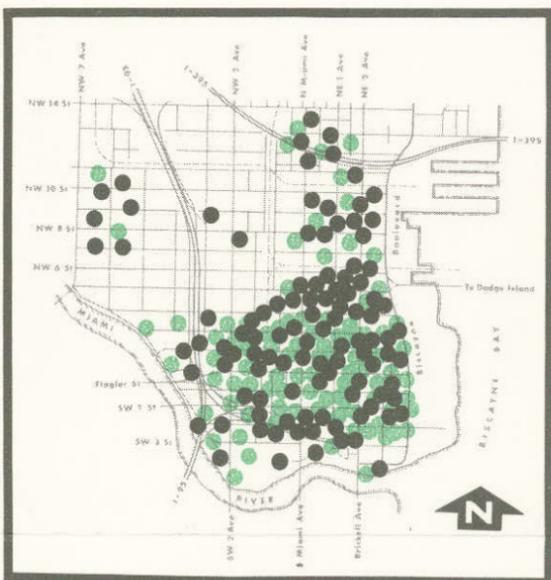 NW 7 Ave
I-95
I-395
NW 2 Ave
N Miami Ave
NE 1 Ave
NE 2 Ave
NW 14 St
I-395
NW 10 St
NW 8 St
NW 6 St
Boulevard
To Dodge Island
MIAMI
Biscayne
BISCAYNE BAY
Flagler St
SW 1 St
SW 3 St
I-95
RIVER
SW 2 Ave
S Miami Ave
Brickell Ave
N